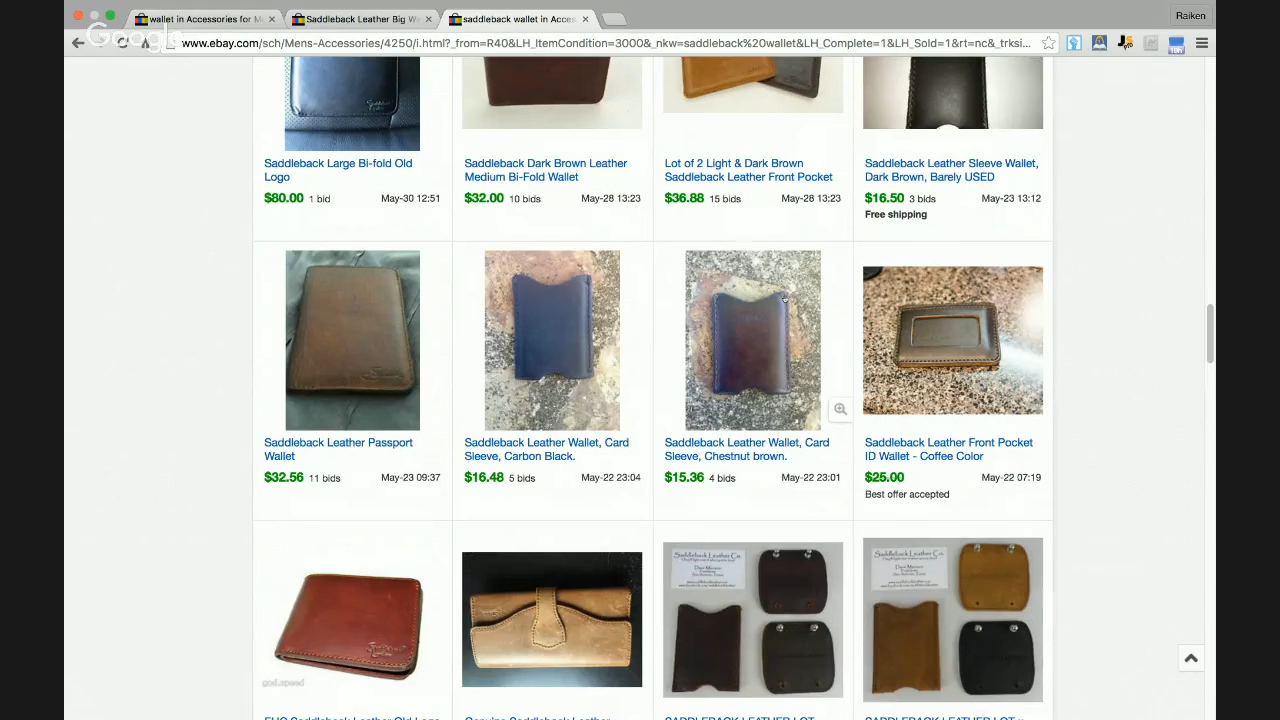 wallet in Accessories for M
Saddleback Leather Big W
saddleback wallet in Acces
Raiken
Google
www.ebay.com/sch/Mens-Accessories/4250/i.html?_from=R40&LH_ItemCondition=3000&_nkw=saddleback%20wallet&LH_Complete=1&LH_Sold=1&rt=nc&_trksi...
Saddleback Large Bi-fold Old
Logo
$80.00 1 bid May-30 12:51
Saddleback Dark Brown Leather
Medium Bi-Fold Wallet
$32.00 10 bids May-28 13:23
Lot of 2 Light & Dark Brown
Saddleback Leather Front Pocket
$36.88 15 bids May-28 13:23
Saddleback Leather Sleeve Wallet,
Dark Brown, Barely USED
$16.50 3 bids May-23 13:12
Free shipping
Saddleback Leather Passport
Wallet
$32.56 11 bids May-23 09:37
Saddleback Leather Wallet, Card
Sleeve, Carbon Black.
$16.48 5 bids May-22 23:04
Saddleback Leather Wallet, Card
Sleeve, Chestnut brown.
$15.36 4 bids May-22 23:01
Saddleback Leather Front Pocket
ID Wallet - Coffee Color
$25.00 May-22 07:19
Best offer accepted
god.speed
Saddleback Leather Co.
Saddleback Leather Co.